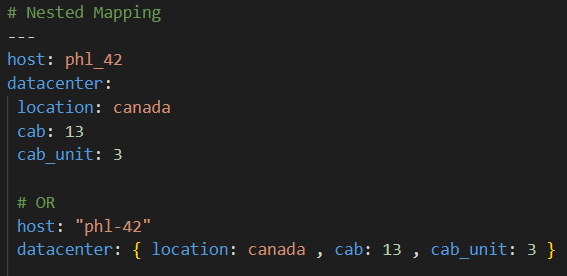 # Nested Mapping
---
host: phl_42
datacenter:
 location: canada
 cab: 13
 cab_unit: 3
 # OR
 host: "phl-42"
 datacenter: { location: canada , cab: 13 , cab_unit: 3 }